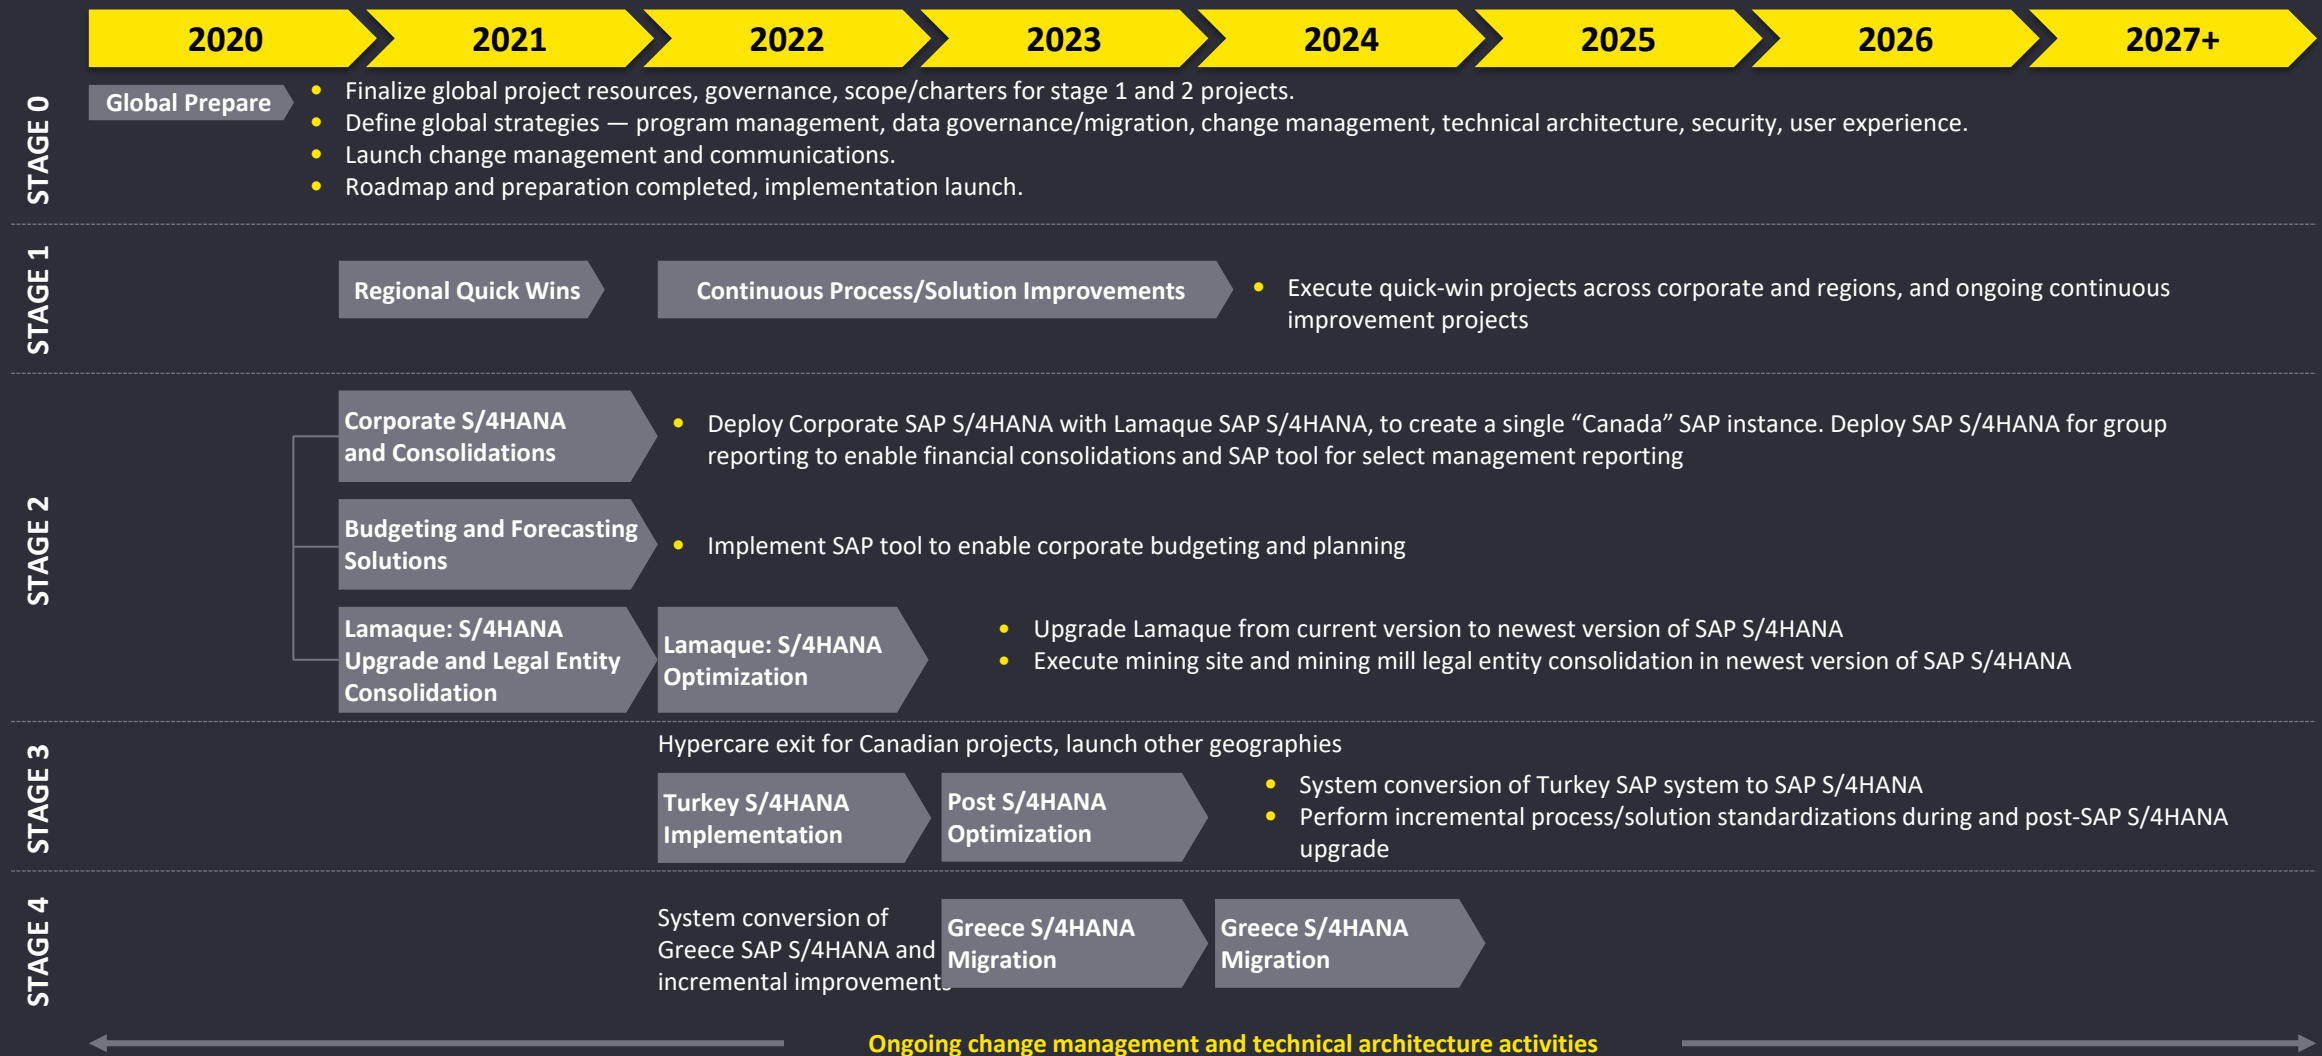 2020
2021
2022
2023
2024
2025
2026
2027+
STAGE 0
Global Prepare
• Finalize global project resources, governance, scope/charters for stage 1 and 2 projects.
• Define global strategies — program management, data governance/migration, change management, technical architecture, security, user experience.
• Launch change management and communications.
• Roadmap and preparation completed, implementation launch.
STAGE 1
Regional Quick Wins
Continuous Process/Solution Improvements
• Execute quick-win projects across corporate and regions, and ongoing continuous
improvement projects
STAGE 2
Corporate S/4HANA
and Consolidations
• Deploy Corporate SAP S/4HANA with Lamaque SAP S/4HANA, to create a single “Canada” SAP instance. Deploy SAP S/4HANA for group
reporting to enable financial consolidations and SAP tool for select management reporting
Budgeting and Forecasting
Solutions
• Implement SAP tool to enable corporate budgeting and planning
Lamaque: S/4HANA
Upgrade and Legal Entity
Consolidation
Lamaque: S/4HANA
Optimization
• Upgrade Lamaque from current version to newest version of SAP S/4HANA
• Execute mining site and mining mill legal entity consolidation in newest version of SAP S/4HANA
STAGE 3
Hypercare exit for Canadian projects, launch other geographies
Turkey S/4HANA
Implementation
Post S/4HANA
Optimization
• System conversion of Turkey SAP system to SAP S/4HANA
• Perform incremental process/solution standardizations during and post-SAP S/4HANA
upgrade
STAGE 4
System conversion of
Greece SAP S/4HANA and
incremental improvements
Greece S/4HANA
Migration
Greece S/4HANA
Migration
Ongoing change management and technical architecture activities